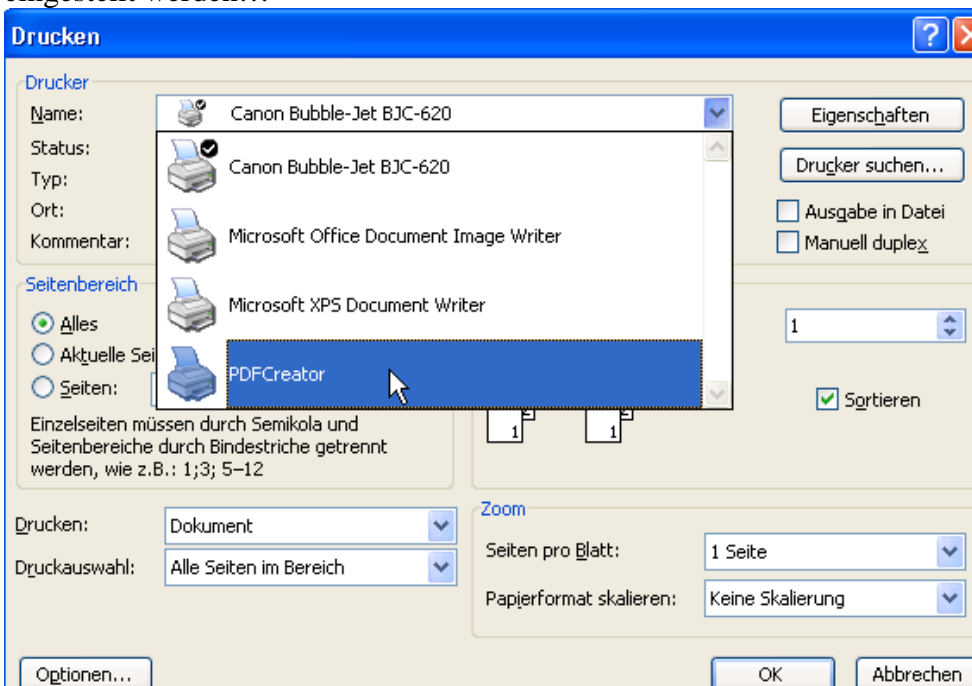 eingestellt werden...
Drucken
Drucker
Name:
Canon Bubble-Jet BJC-620
Eigenschaften
Status:
Canon Bubble-Jet BJC-620
Drucker suchen...
Typ:
Ort:
Microsoft Office Document Image Writer
Ausgabe in Datei
Kommentar:
Manuell duplex
Seitenbereich
Microsoft XPS Document Writer
Alles
1
Aktuelle Sei
PDFCreator
Seiten:
Sortieren
Einzelseiten müssen durch Semikola und
Seitenbereiche durch Bindestriche getrennt
werden, wie z.B.: 1;3; 5–12
1
1
Zoom
Drucken:
Dokument
Seiten pro Blatt:
1 Seite
Druckauswahl:
Alle Seiten im Bereich
Papierformat skalieren:
Keine Skalierung
Optionen...
OK
Abbrechen